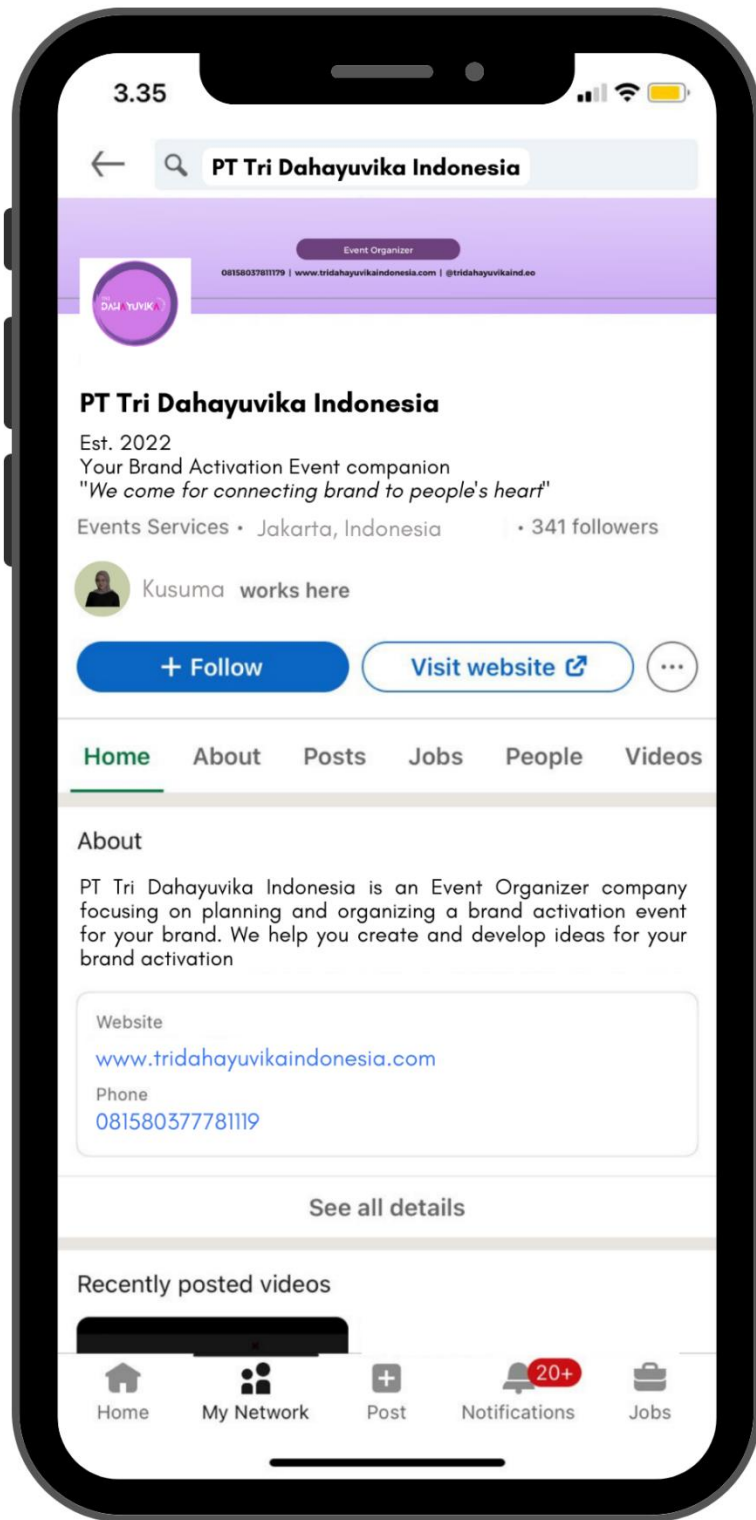 3.35
PT Tri Dahayuvika Indonesia
Event Organizer
08158037811179 | www.tridahayuvikaindonesia.com | @tridahayuvikaind.eo
DAHAYUVIKA
PT Tri Dahayuvika Indonesia
Est. 2022
Your Brand Activation Event companion
"We come for connecting brand to people's heart"
Events Services • Jakarta, Indonesia • 341 followers
Kusuma works here
+ Follow
Visit website
Home About Posts Jobs People Videos
About
PT Tri Dahayuvika Indonesia is an Event Organizer company
focusing on planning and organizing a brand activation event
for your brand. We help you create and develop ideas for your
brand activation
Website
www.tridahayuvikaindonesia.com
Phone
081580377781119
See all details
Recently posted videos
20+
Home My Network Post Notifications Jobs